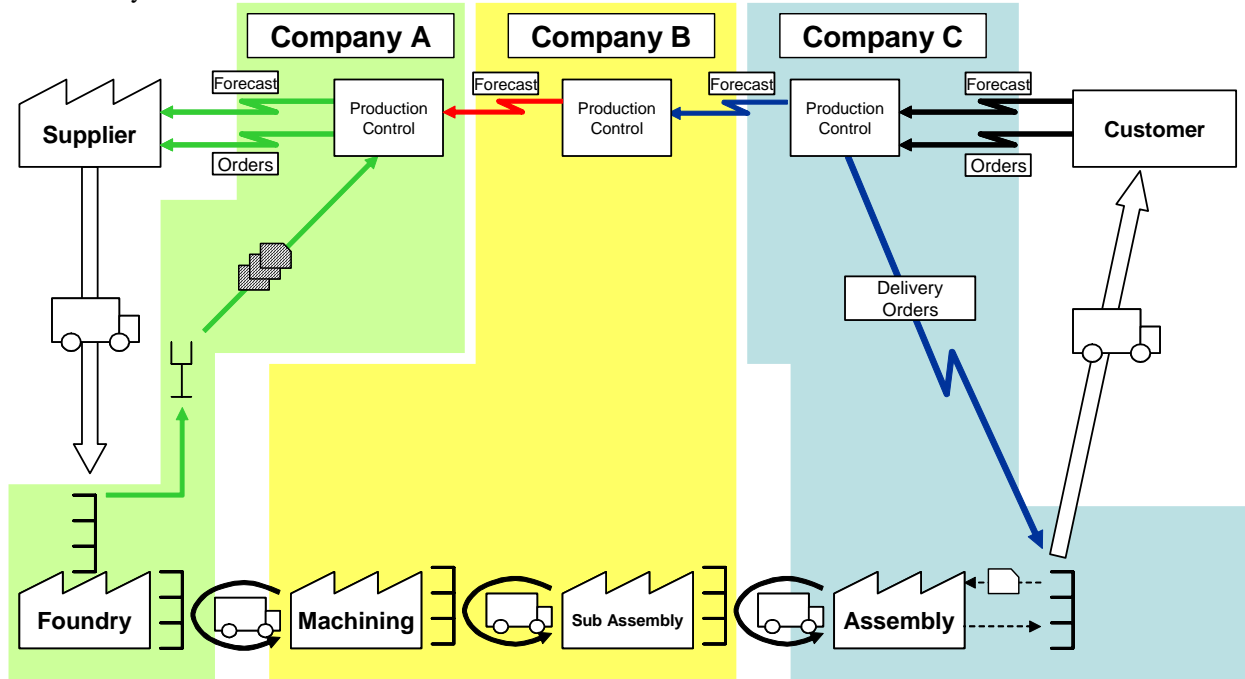 Company A
Company B
Company C
Forecast
Forecast
Forecast
Forecast
Supplier
Production
Control
Production
Control
Production
Control
Customer
Orders
Orders
Delivery
Orders
Foundry
Machining
Sub Assembly
Assembly